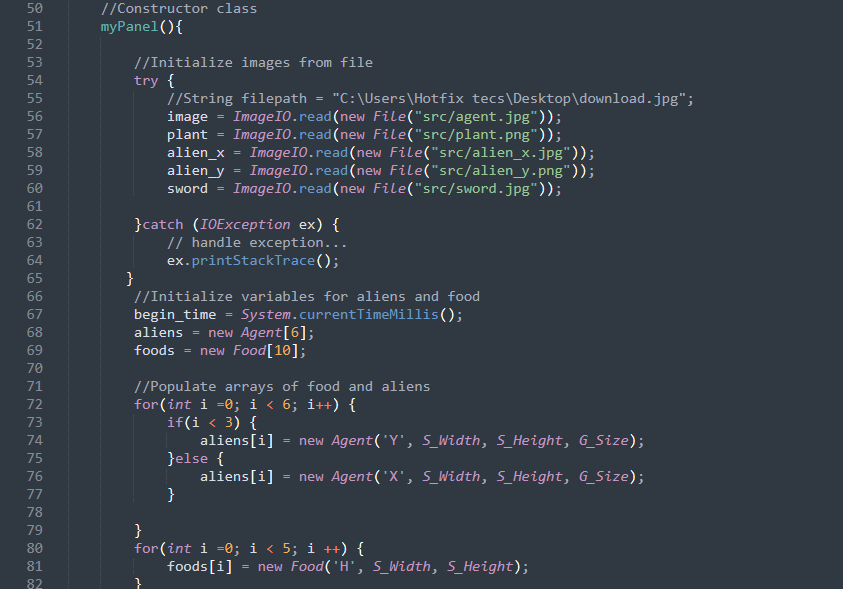 50 //Constructor class
51 myPanel(){
52
53 //Initialize images from file
54 try {
55 //String filepath = "C:\Users\Hotfix tecs\Desktop\download.jpg";
56 image = ImageIO.read(new File("src/agent.jpg"));
57 plant = ImageIO.read(new File("src/plant.png"));
58 alien_x = ImageIO.read(new File("src/alien_x.jpg"));
59 alien_y = ImageIO.read(new File("src/alien_y.png"));
60 sword = ImageIO.read(new File("src/sword.jpg"));
61
62 }catch (IOException ex) {
63 // handle exception...
64 ex.printStackTrace();
65 }
66 //Initialize variables for aliens and food
67 begin_time = System.currentTimeMillis();
68 aliens = new Agent[6];
69 foods = new Food[10];
70
71 //Populate arrays of food and aliens
72 for(int i =0; i < 6; i++) {
73 if(i < 3) {
74 aliens[i] = new Agent('Y', S_Width, S_Height, G_Size);
75 }else {
76 aliens[i] = new Agent('X', S_Width, S_Height, G_Size);
77 }
78
79 }
80 for(int i =0; i < 5; i ++) {
81 foods[i] = new Food('H', S_Width, S_Height);
82 }